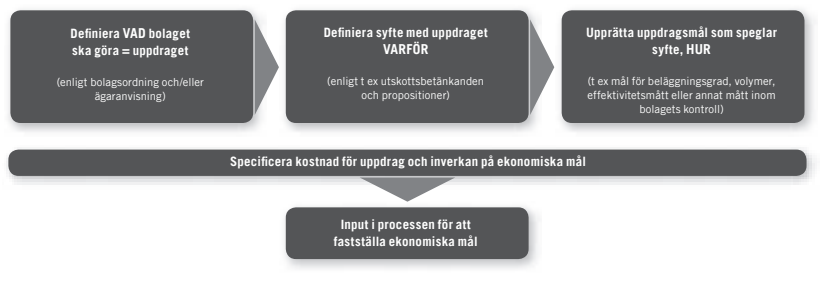 Definiera VAD bolaget
ska göra = uppdraget
(enligt bolagsordning och/eller
ägaranvisning)
Definiera syfte med uppdraget
VARFÖR
(enligt t ex utskottsbetänkanden
och propositioner)
Upprätta uppdragsmål som speglar
syfte, HUR
(t ex mål för beläggningsgrad, volymer,
effektivitetsmått eller annat mått inom
bolagets kontroll)
Specificera kostnad för uppdrag och inverkan på ekonomiska mål
Input i processen för att
fastställa ekonomiska mål